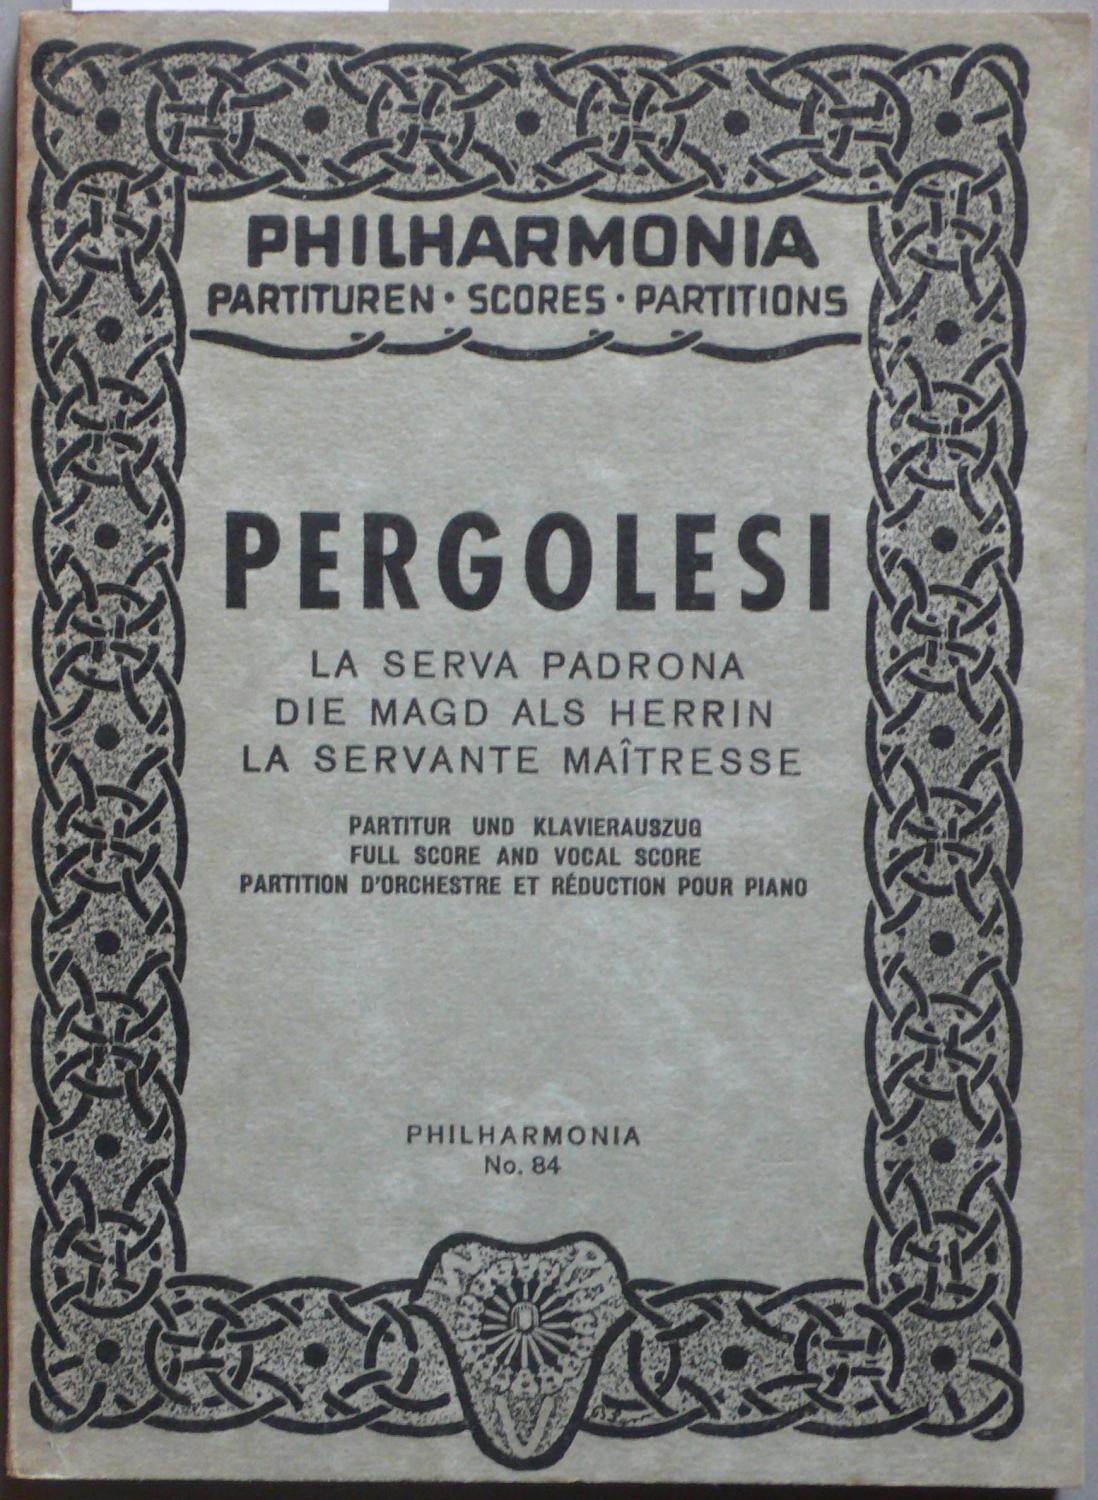 PHILHARMONIA
PARTITUREN · SCORES · PARTITIONS
PERGOLESI
LA SERVA PADRONA
DIE MAGD ALS HERRIN
LA SERVANTE MAÎTRESSE
PARTITUR UND KLAVIERAUSZUG
FULL SCORE AND VOCAL SCORE
PARTITION D'ORCHESTRE ET RÉDUCTION POUR PIANO
PHILHARMONIA
No. 84